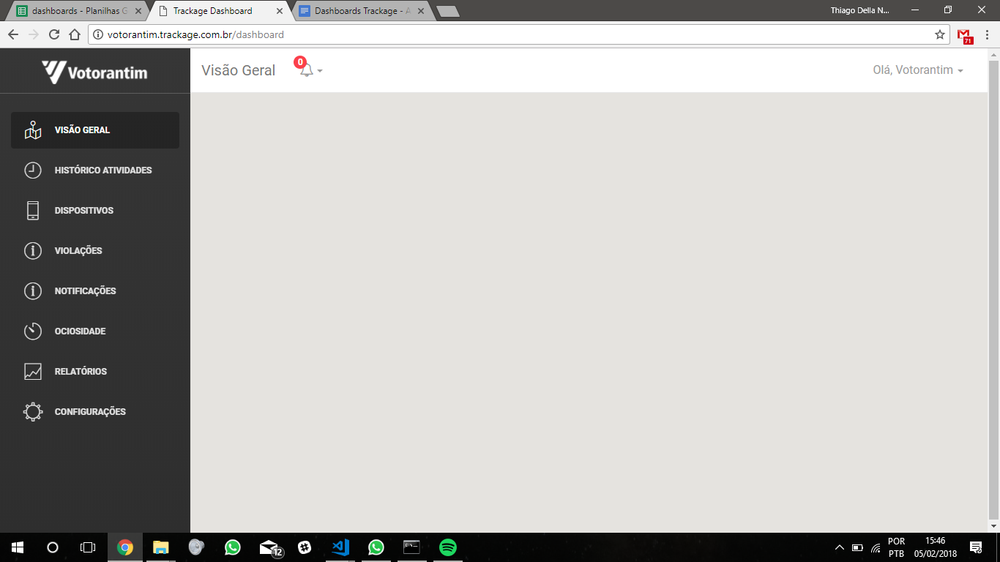 dashboards - Planilhas G
Trackage Dashboard
Dashboards Trackage - A
Thiago Della N...
votorantim.trackage.com.br/dashboard
71
Votorantim
Visão Geral
0
Olá, Votorantim
VISÃO GERAL
HISTÓRICO ATIVIDADES
DISPOSITIVOS
VIOLAÇÕES
NOTIFICAÇÕES
OCIOSIDADE
RELATÓRIOS
CONFIGURAÇÕES
12
POR
PTB
15:46
05/02/2018